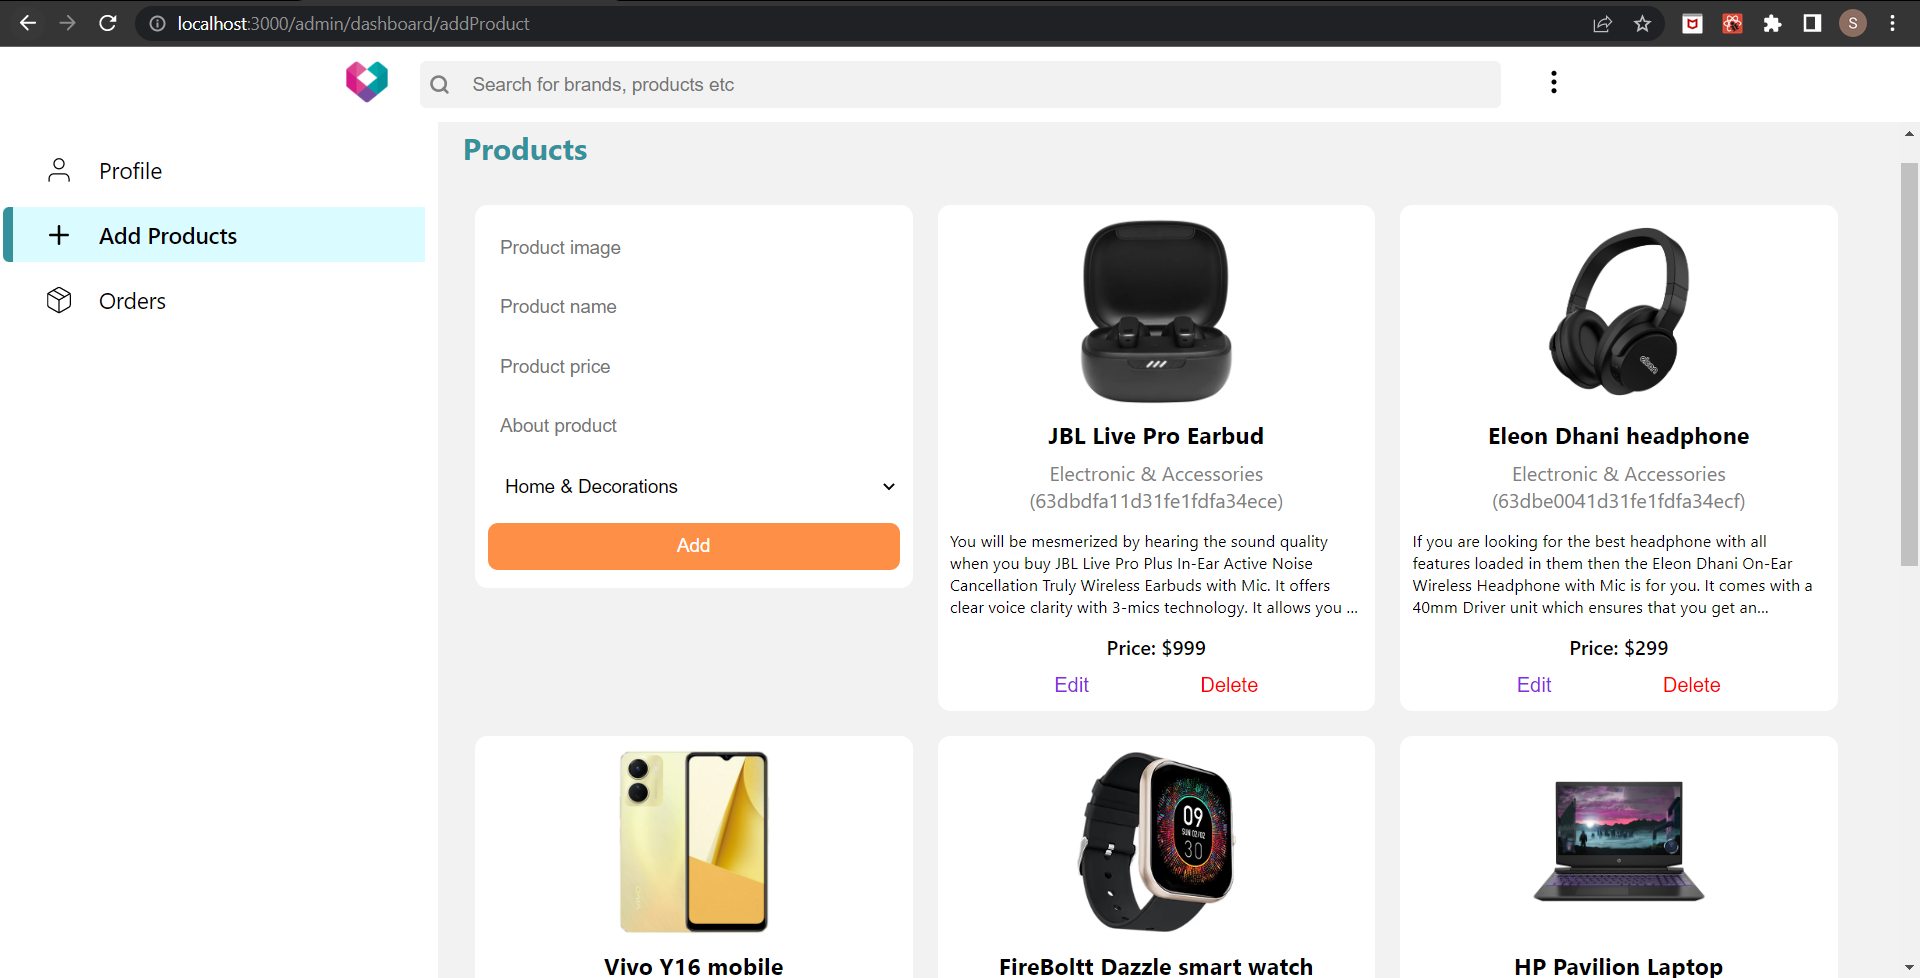 localhost:3000/admin/dashboard/addProduct
S
Search for brands, products etc
Profile
Add Products
Orders
Products
Product image
Product name
Product price
About product
Home & Decorations
Add
JBL Live Pro Earbud
Electronic & Accessories
(63dbdfa11d31fe1fdfa34ece)
You will be mesmerized by hearing the sound quality
when you buy JBL Live Pro Plus In-Ear Active Noise
Cancellation Truly Wireless Earbuds with Mic. It offers
clear voice clarity with 3-mics technology. It allows you ...
Price: $999
Edit
Delete
eleon
Eleon Dhani headphone
Electronic & Accessories
(63dbe0041d31fe1fdfa34ecf)
If you are looking for the best headphone with all
features loaded in them then the Eleon Dhani On-Ear
Wireless Headphone with Mic is for you. It comes with a
40mm Driver unit which ensures that you get an...
Price: $299
Edit
Delete
vivo
Vivo Y16 mobile
09
SUN 02/02
30
FireBoltt Dazzle smart watch
HP Pavilion Laptop